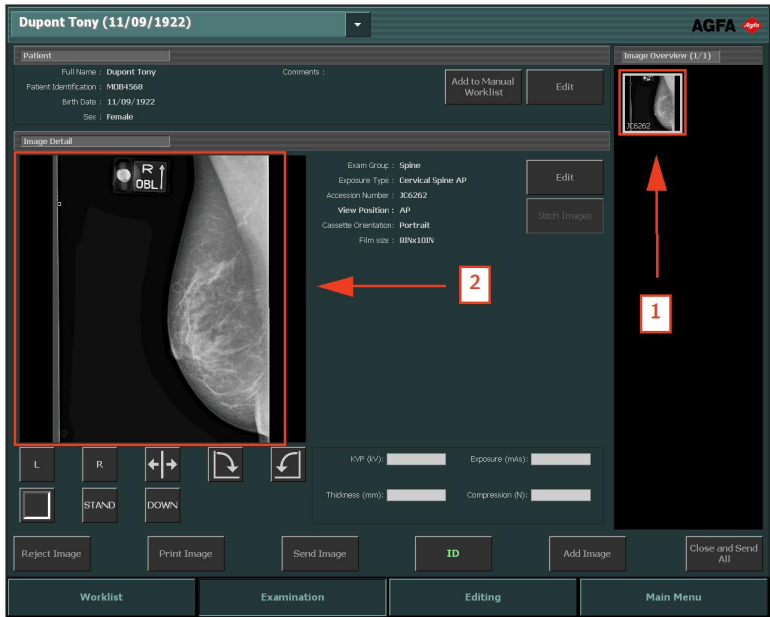 Dupont Tony (11/09/1922)
AGFA
Agfa
Patient
Full Name : Dupont Tony
Comments :
Patient Identification : MOB4568
Birth Date : 11/09/1922
Sex : Female
Add to Manual
Worklist
Edit
Image Overview (1/1)
JC6262
1
Image Detail
R
OBL
2
Exam Group : Spine
Exposure Type : Cervical Spine AP
Accession Number : JC6262
View Position : AP
Cassette Orientation: Portrait
Film size : 8INx10IN
Edit
Stitch Images
L
R
STAND
DOWN
KVP (kV):
Exposure (mAs):
Thickness (mm):
Compression (N):
Reject Image
Print Image
Send Image
ID
Add Image
Close and Send
All
Worklist
Examination
Editing
Main Menu